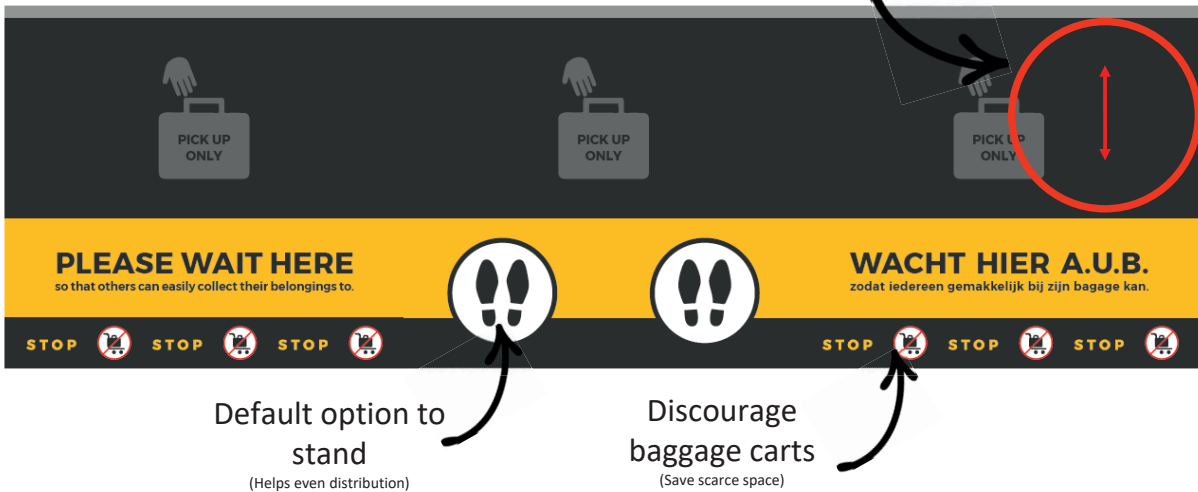 PICK UP
ONLY
PICK UP
ONLY
PICK UP
ONLY
PLEASE WAIT HERE
so that others can easily collect their belongings to.
WACHT HIER A.U.B.
zodat iedereen gemakkelijk bij zijn bagage kan.
STOP STOP STOP
STOP STOP STOP
Default option to
stand
(Helps even distribution)
Discourage
baggage carts
(Save scarce space)